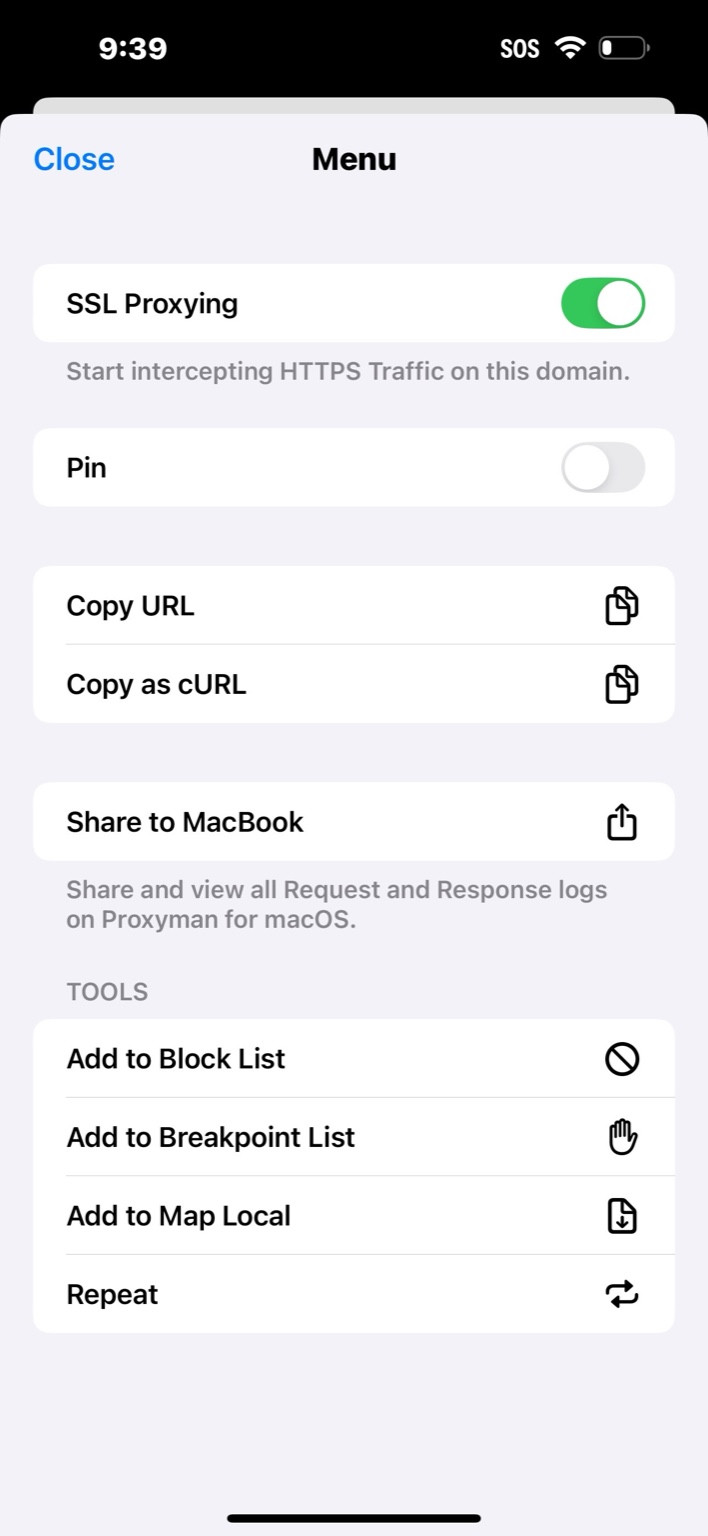 9:39
SOS
Close
Menu
SSL Proxying
Start intercepting HTTPS Traffic on this domain.
Pin
Copy URL
Copy as cURL
Share to MacBook
Share and view all Request and Response logs
on Proxyman for macOS.
TOOLS
Add to Block List
Add to Breakpoint List
Add to Map Local
Repeat